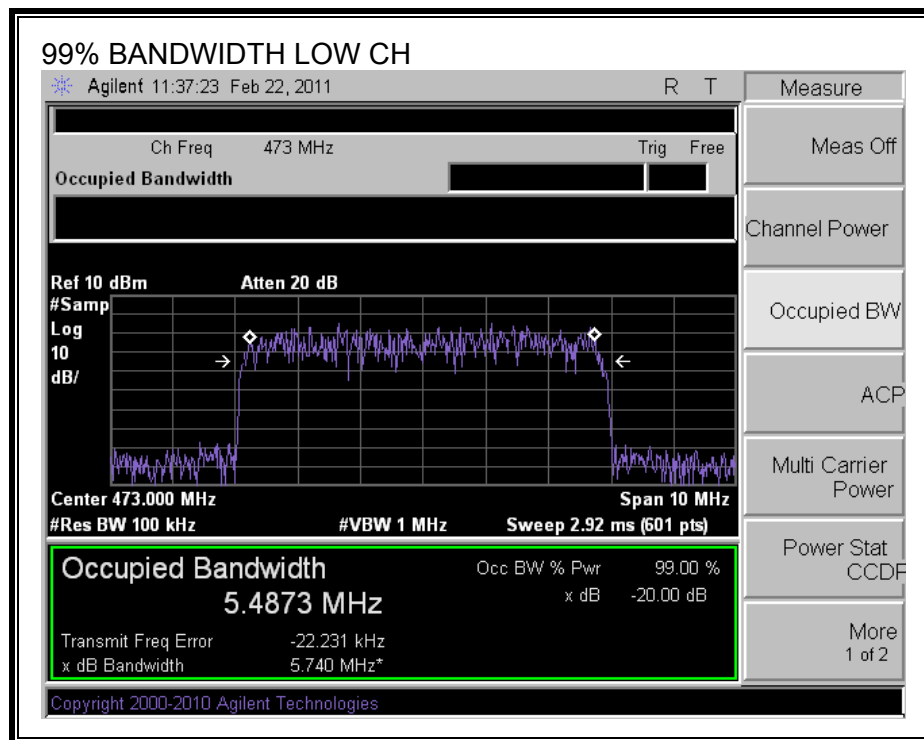 99% BANDWIDTH LOW CH
Agilent 11:37:23 Feb 22, 2011 R T
Measure
Ch Freq 473 MHz Trig Free
Occupied Bandwidth
Meas Off
Channel Power
Ref 10 dBm Atten 20 dB
#Samp
Log
10
dB/
Occupied BW
ACP
Multi Carrier
Power
Center 473.000 MHz Span 10 MHz
#Res BW 100 kHz #VBW 1 MHz Sweep 2.92 ms (601 pts)
Power Stat
CCDF
Occupied Bandwidth Occ BW % Pwr 99.00 %
5.4873 MHz x dB -20.00 dB
Transmit Freq Error -22.231 kHz
x dB Bandwidth 5.740 MHz*
More
1 of 2
Copyright 2000-2010 Agilent Technologies